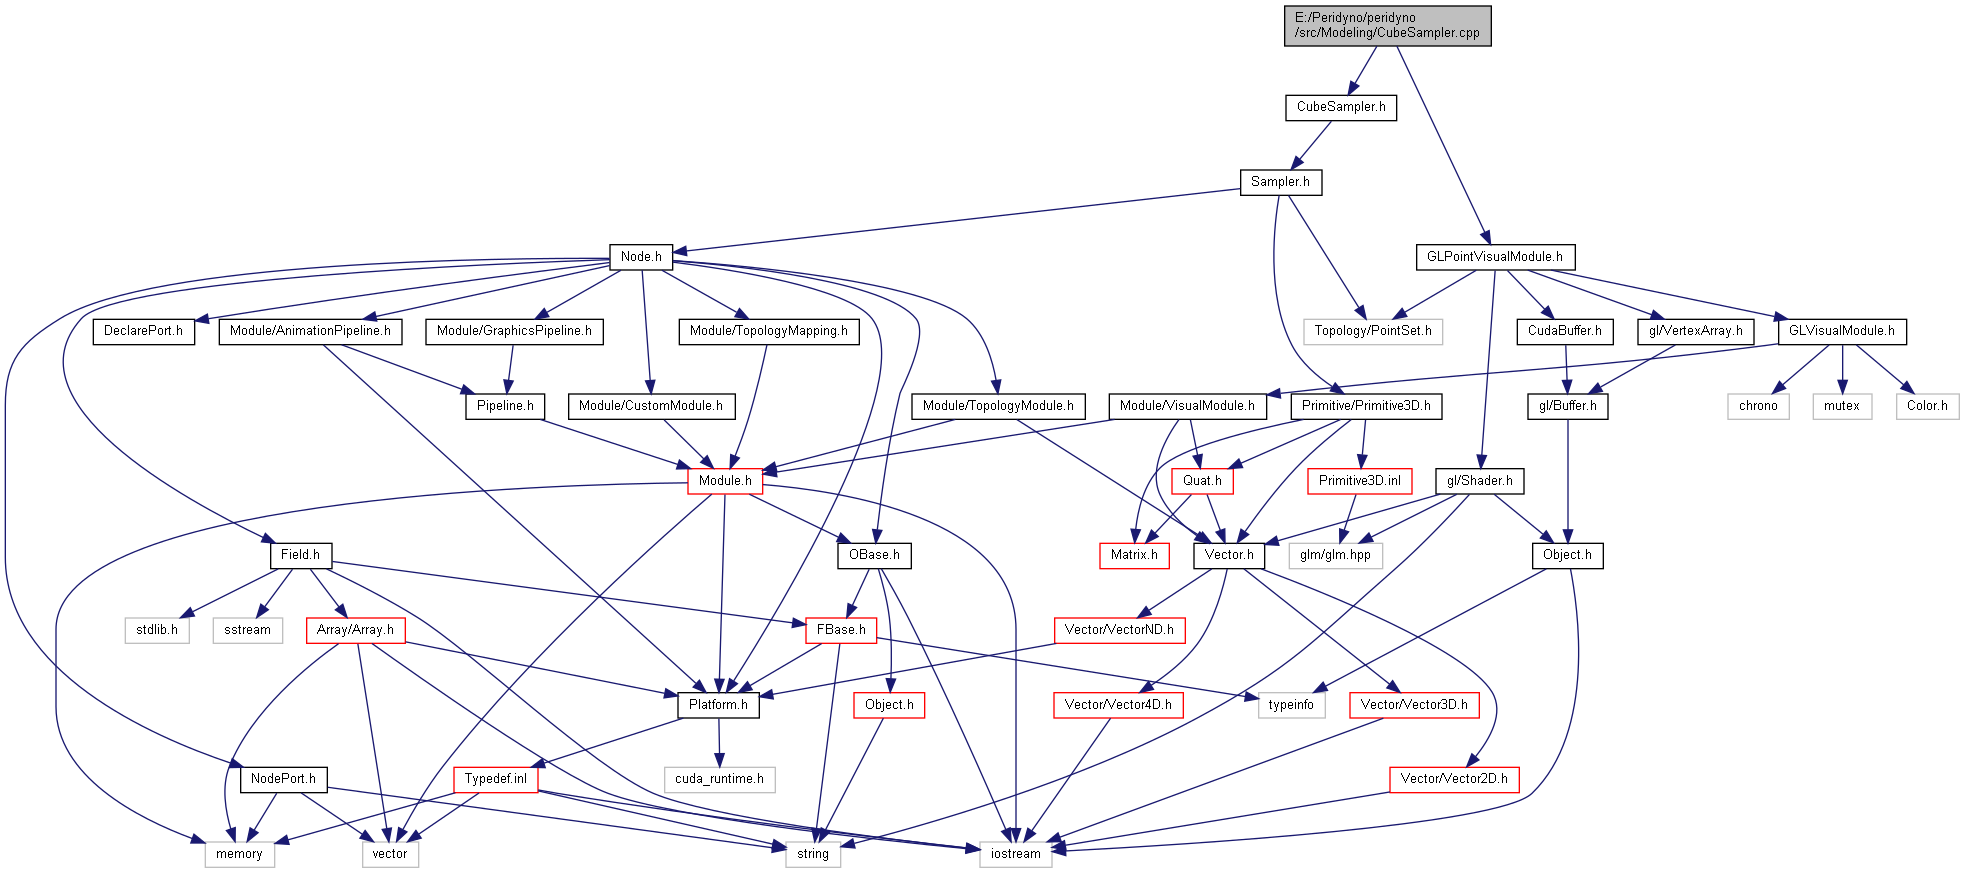 E:/Peridyno/peridyno
/src/Modeling/CubeSampler.cpp
CubeSampler.h
Sampler.h
Node.h
GLPointVisualModule.h
DeclarePort.h
Module/AnimationPipeline.h
Module/GraphicsPipeline.h
Module/TopologyMapping.h
Topology/PointSet.h
CudaBuffer.h
gl/VertexArray.h
GLVisualModule.h
Pipeline.h
Module/CustomModule.h
Module/TopologyModule.h
Module/VisualModule.h
Primitive/Primitive3D.h
gl/Buffer.h
chrono
mutex
Color.h
Module.h
Quat.h
Primitive3D.inl
gl/Shader.h
Field.h
OBase.h
Matrix.h
Vector.h
glm/glm.hpp
Object.h
stdlib.h
sstream
Array/Array.h
FBase.h
Vector/VectorND.h
Platform.h
Object.h
Vector/Vector4D.h
typeinfo
Vector/Vector3D.h
NodePort.h
Typedef.inl
cuda_runtime.h
Vector/Vector2D.h
memory
vector
string
iostream